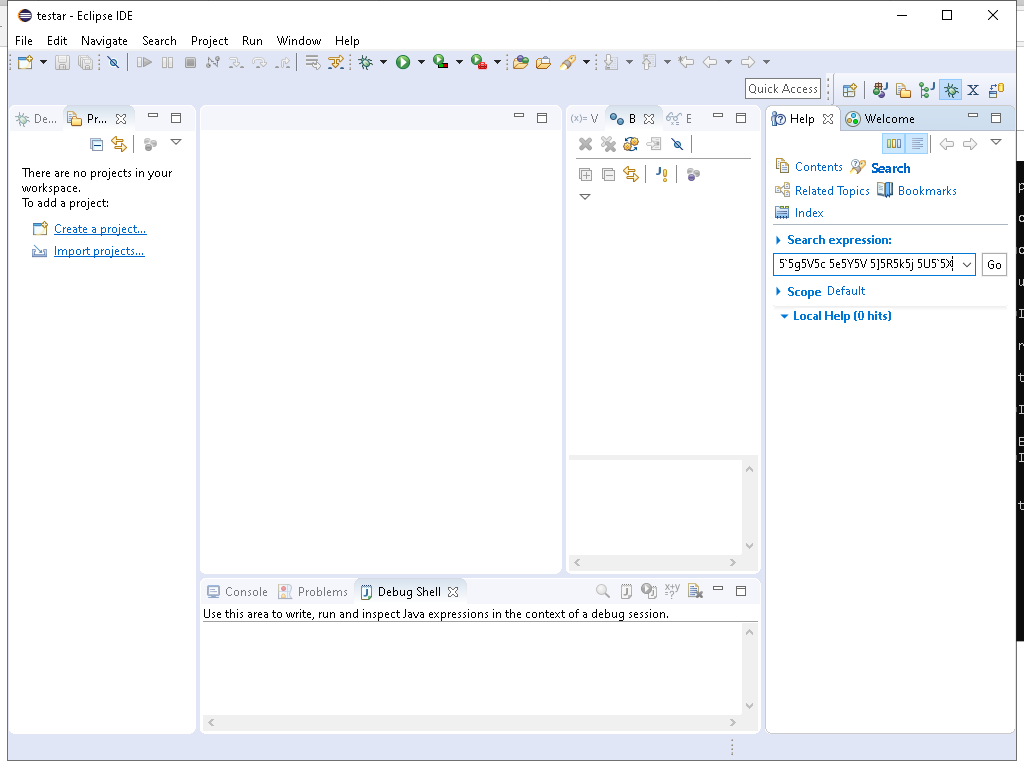 testar - Eclipse IDE
File Edit Navigate Search Project Run Window Help
Quick Access
De... Pr...
(x)= V B E
Help Welcome
There are no projects in your
workspace.
To add a project:
Create a project...
Import projects...
Contents Search
Related Topics Bookmarks
Index
Search expression:
5`5g5V5c 5e5Y5V 5]5R5k5j 5U5`5X Go
Scope Default
Local Help (0 hits)
Console Problems Debug Shell
Use this area to write, run and inspect Java expressions in the context of a debug session.